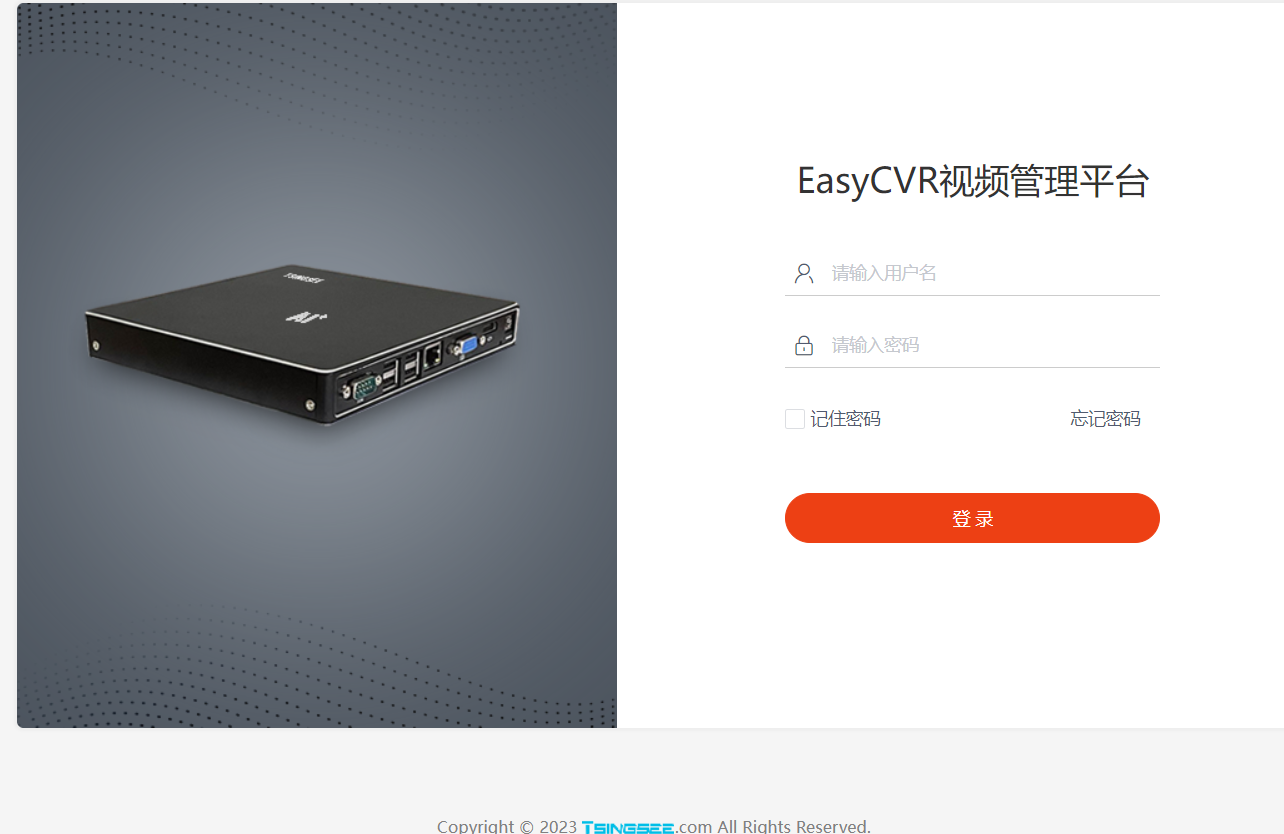 TSINGSEE
EasyCVR视频管理平台
请输入用户名
请输入密码
记住密码
忘记密码
登录
Copyright © 2023 TSINGSEE.com All Rights Reserved.